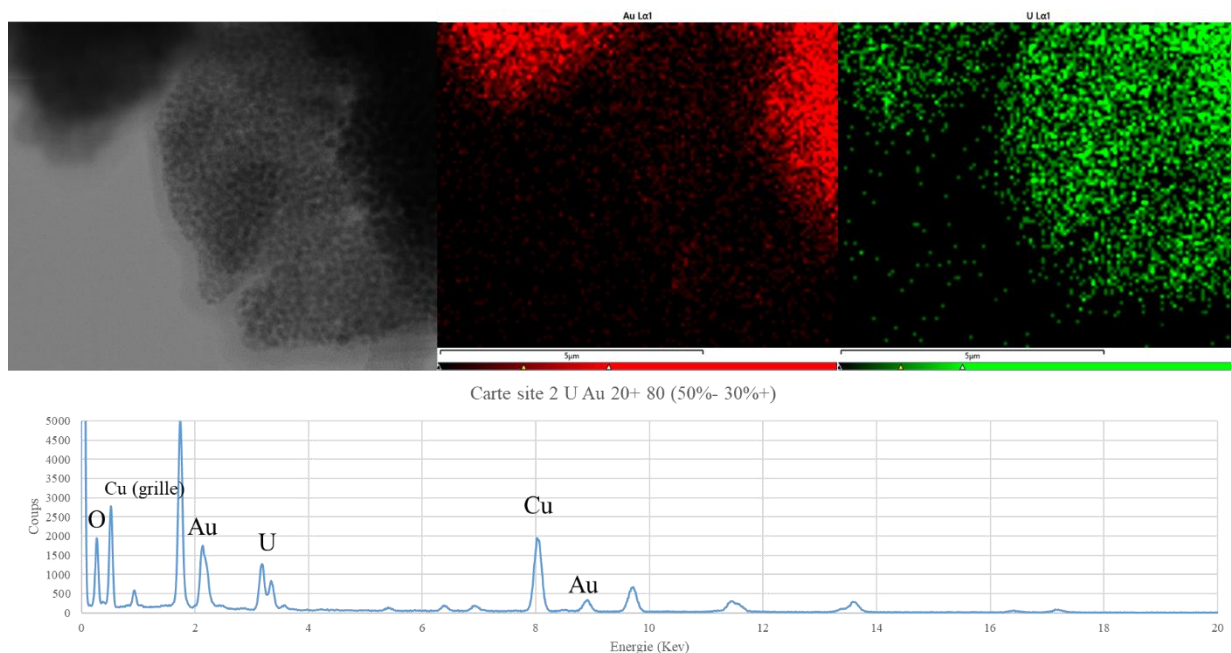 Au Lα1
U Lα1
5μm
5μm
Carte site 2 U Au 20+ 80 (50%- 30%+)
5000
4500
4000
3500
3000
2500
2000
1500
1000
500
0
Coups
O
Cu (grille)
Au
U
Cu
Au
0 2 4 6 8 10 12 14 16 18 20
Energie (Kev)